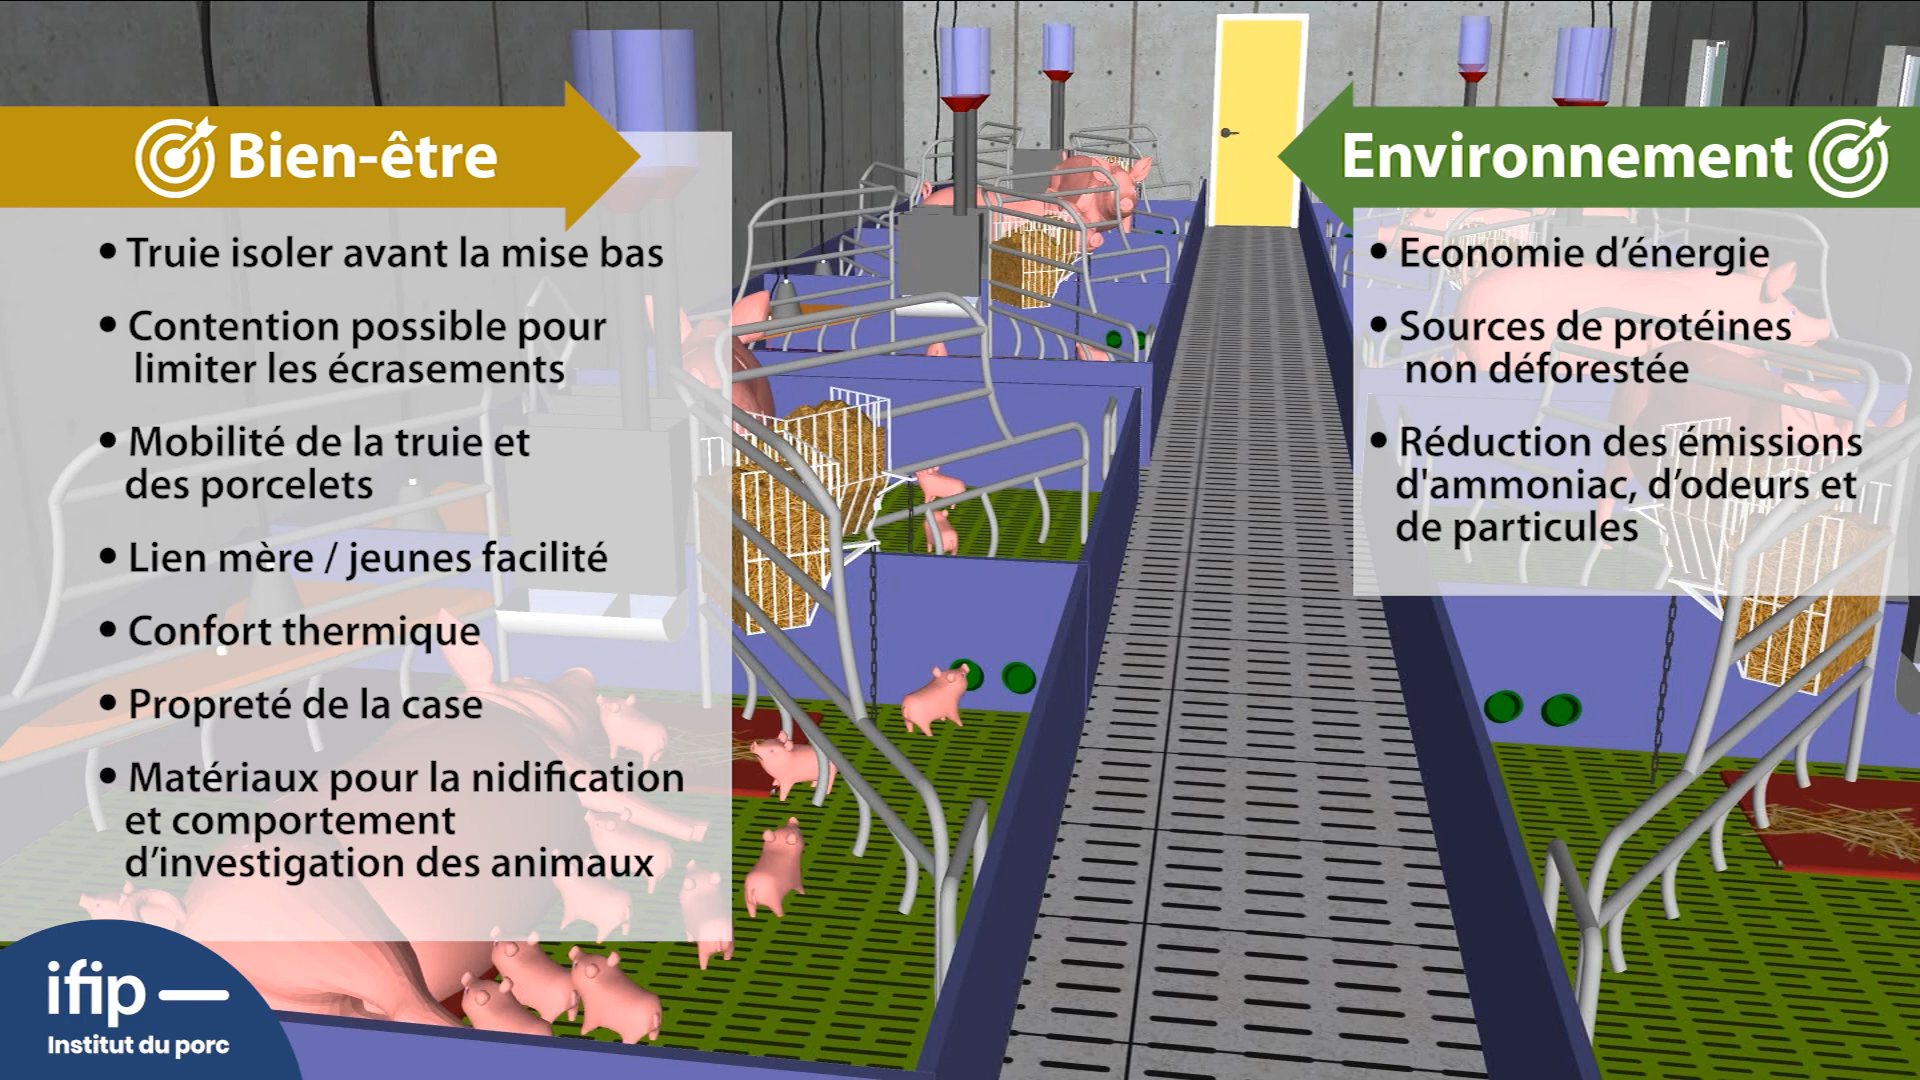 Bien-être
• Truie isoler avant la mise bas
• Contention possible pour
limiter les écrasements
• Mobilité de la truie et
des porcelets
• Lien mère / jeunes facilité
• Confort thermique
• Propreté de la case
• Matériaux pour la nidification
et comportement
d’investigation des animaux
Environnement
• Economie d’énergie
• Sources de protéines
non déforestée
• Réduction des émissions
d'ammoniac, d’odeurs et
de particules
ifip
Institut du porc